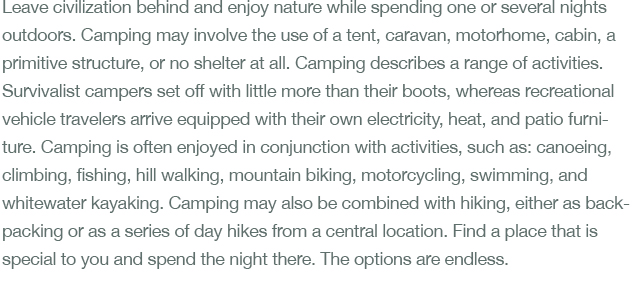 Leave civilization behind and enjoy nature while spending one or several nights
outdoors. Camping may involve the use of a tent, caravan, motorhome, cabin, a
primitive structure, or no shelter at all. Camping describes a range of activities.
Survivalist campers set off with little more than their boots, whereas recreational
vehicle travelers arrive equipped with their own electricity, heat, and patio furni-
ture. Camping is often enjoyed in conjunction with activities, such as: canoeing,
climbing, fishing, hill walking, mountain biking, motorcycling, swimming, and
whitewater kayaking. Camping may also be combined with hiking, either as back-
packing or as a series of day hikes from a central location. Find a place that is
special to you and spend the night there. The options are endless.